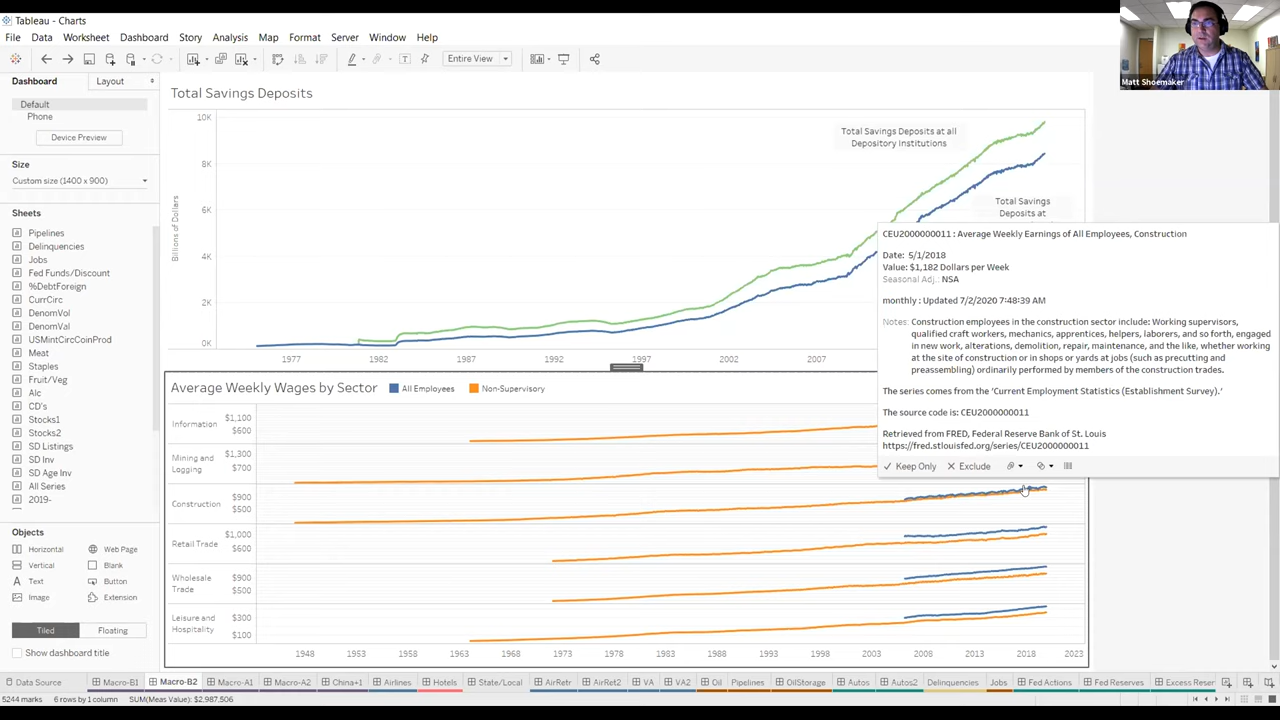 Tableau - Charts
File Data Worksheet Dashboard Story Analysis Map Format Server Window Help
Entire View
Matt Shoemaker
Dashboard Layout
Default
Phone
Device Preview
Size
Custom size (1400 x 900)
Sheets
Pipelines
Delinquencies
Jobs
Fed Funds/Discount
%DebtForeign
CurrCirc
DenomVol
DenomVal
USMintCircCoinProd
Meat
Staples
Fruit/Veg
Alc
CD's
Stocks1
Stocks2
SD Listings
SD Inv
SD Age Inv
All Series
2019-
Objects
Horizontal Web Page
Vertical Blank
Text Button
Image Extension
Tiled Floating
Show dashboard title
Total Savings Deposits
Billions of Dollars
10K
8K
6K
4K
2K
0K
1977 1982 1987 1992 1997 2002 2007
Total Savings Deposits at all
Depository Institutions
Total Savings
Deposits at
CEU2000000011 : Average Weekly Earnings of All Employees, Construction
Date: 5/1/2018
Value: $1,182 Dollars per Week
Seasonal Adj.: NSA
monthly : Updated 7/2/2020 7:48:39 AM
Notes: Construction employees in the construction sector include: Working supervisors,
qualified craft workers, mechanics, apprentices, helpers, laborers, and so forth, engaged
in new work, alterations, demolition, repair, maintenance, and the like, whether working
at the site of construction or in shops or yards at jobs (such as precutting and
preassembling) ordinarily performed by members of the construction trades.
The series comes from the 'Current Employment Statistics (Establishment Survey).'
The source code is: CEU2000000011
Retrieved from FRED, Federal Reserve Bank of St. Louis
https://fred.stlouisfed.org/series/CEU2000000011
Keep Only Exclude
Average Weekly Wages by Sector All Employees Non-Supervisory
Information $1,100 $600
Mining and Logging $1,300 $700
Construction $900 $500
Retail Trade $1,000 $600
Wholesale Trade $900 $500
Leisure and Hospitality $300 $100
1948 1953 1958 1963 1968 1973 1978 1983 1988 1993 1998 2003 2008 2013 2018 2023
Data Source Macro-B1 Macro-B2 Macro-A1 Macro-A2 China+1 Airlines Hotels State/Local AirRetr AirRet2 VA VA2 Oil Pipelines OilStorage Autos Autos2 Delinquencies Jobs Fed Actions Fed Reserves Excess Reser
5244 marks 6 rows by 1 column SUM(Meas Value): $2,987,506